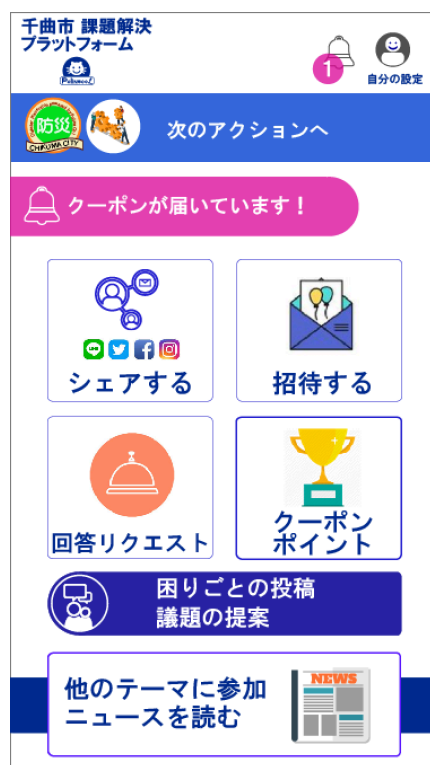 千曲市 課題解決
プラットフォーム
1
自分の設定
防災
CHIKUMA CITY
次のアクションへ
クーポンが届いています！
シェアする
招待する
回答リクエスト
クーポン
ポイント
困りごとの投稿
議題の提案
他のテーマに参加
ニュースを読む
NEWS